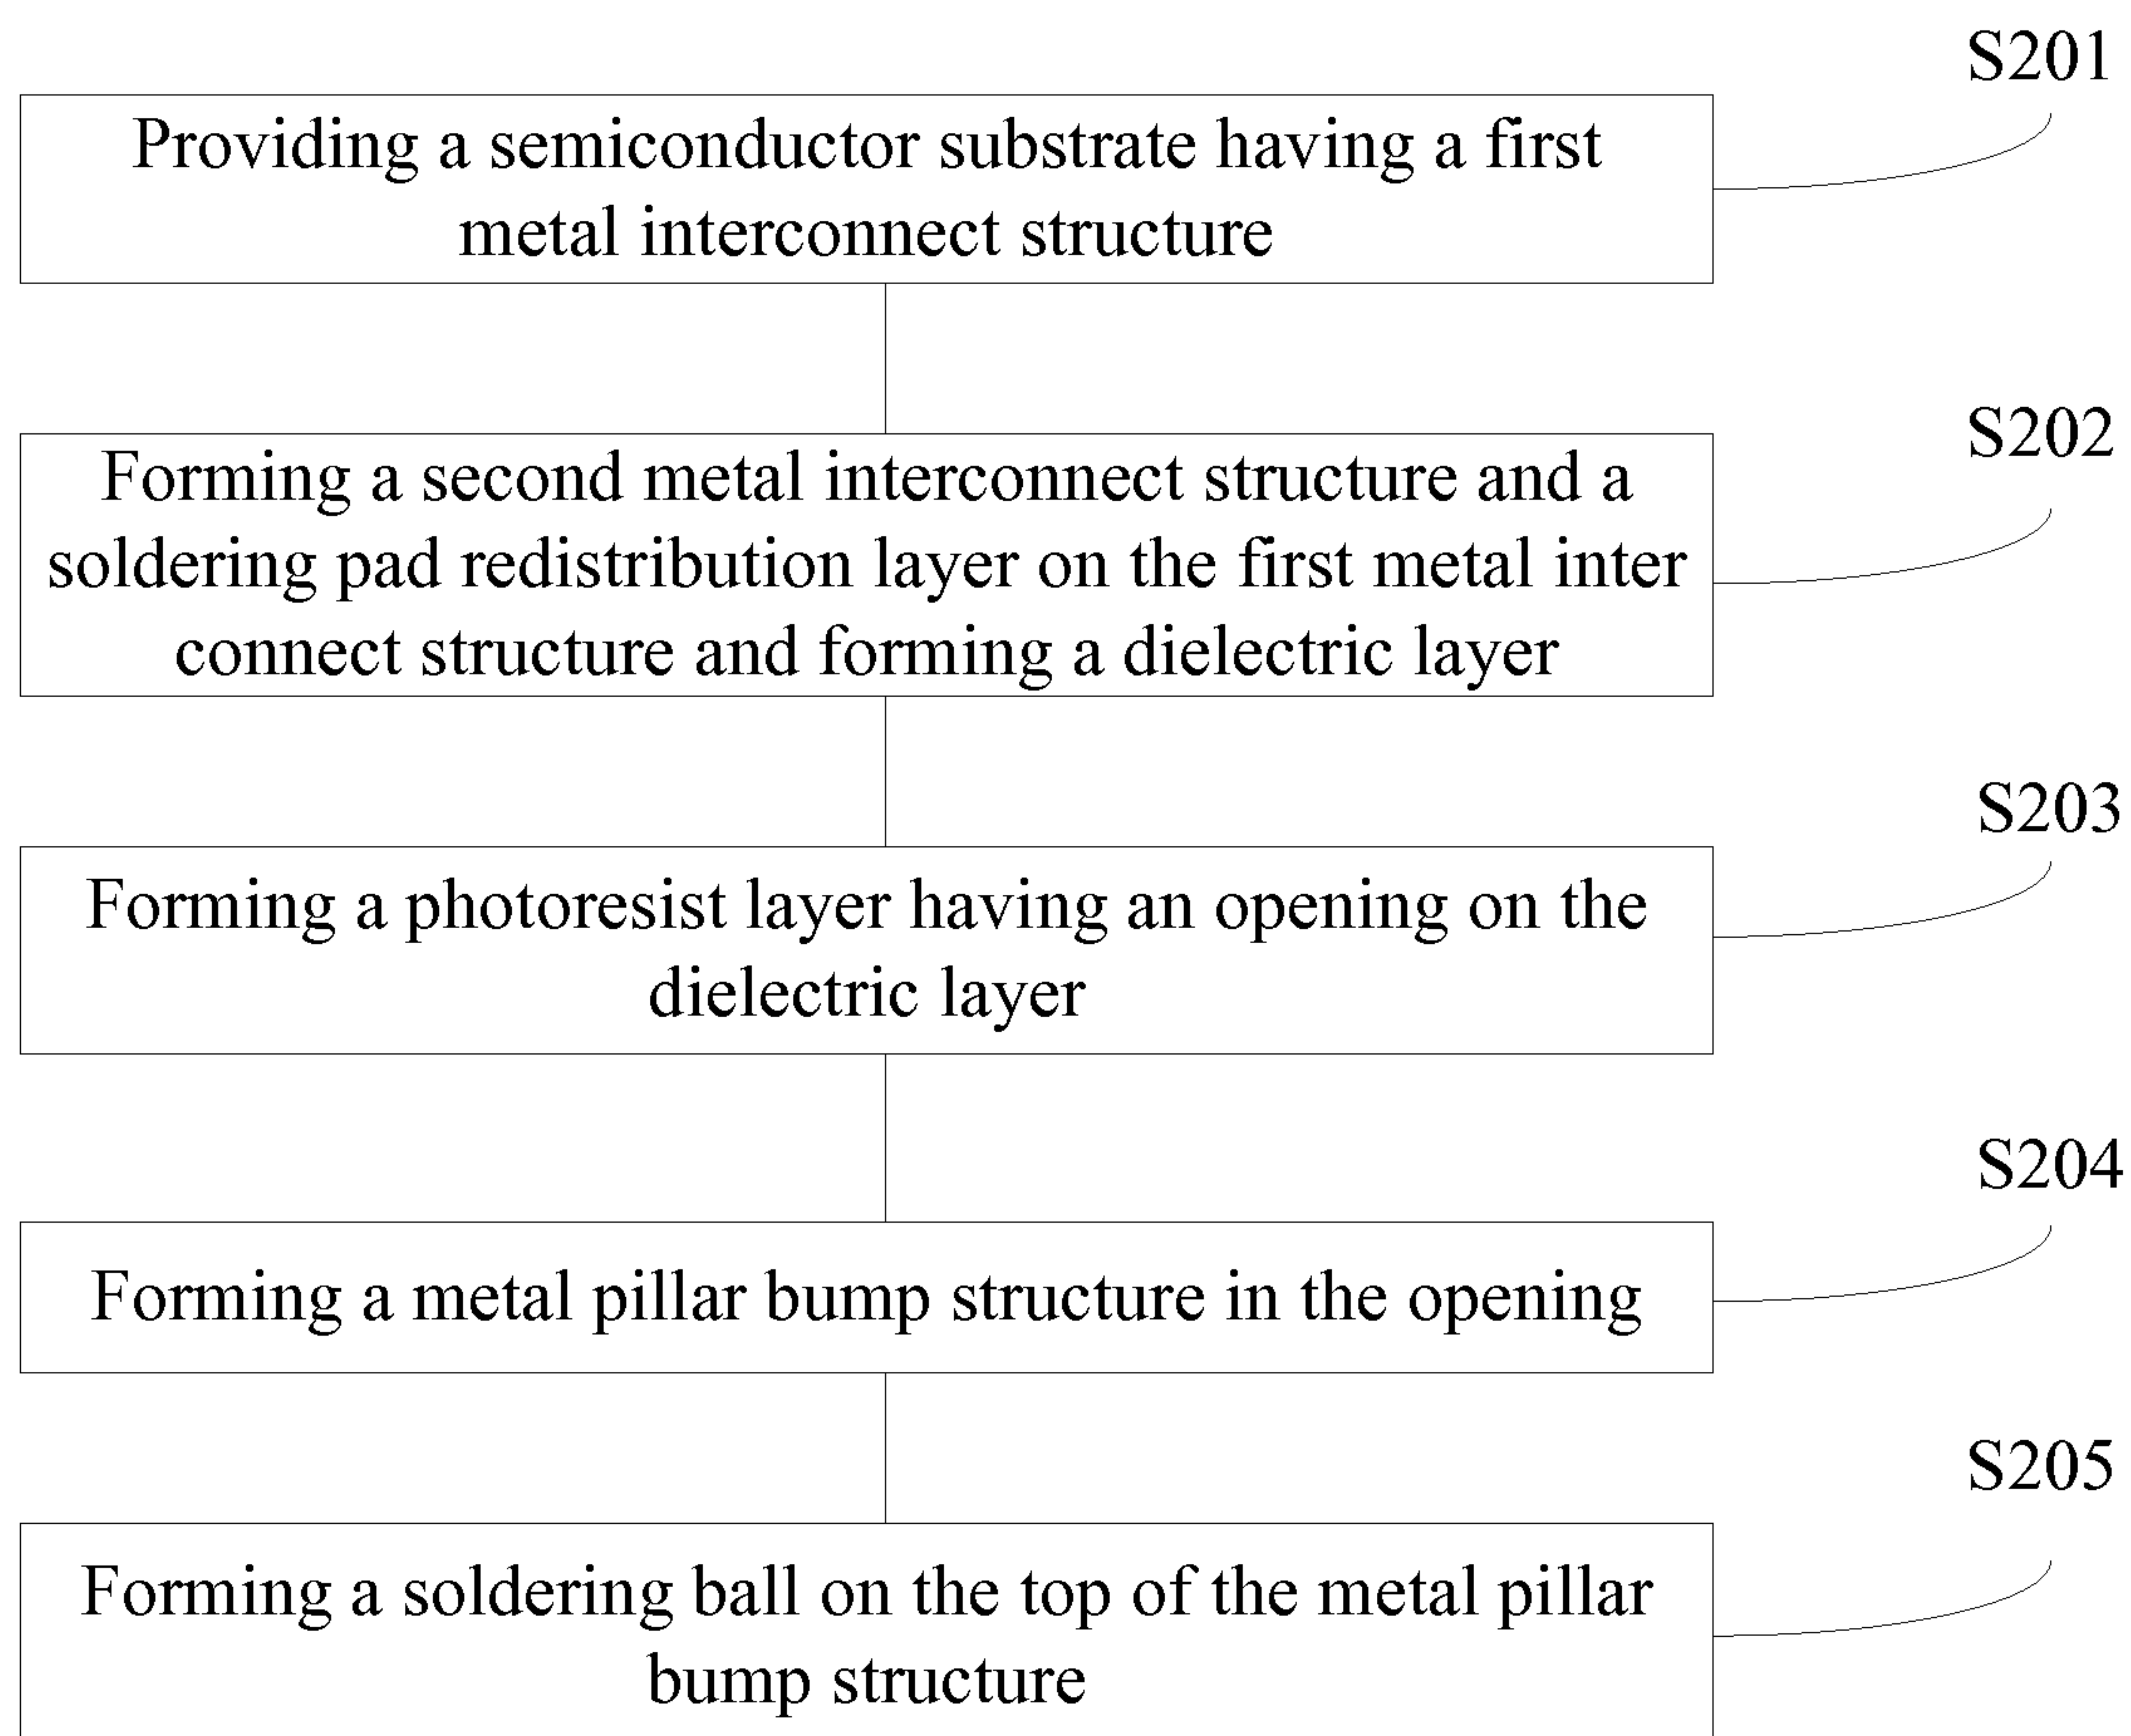 S201
Providing a semiconductor substrate having a first
metal interconnect structure
S202
Forming a second metal interconnect structure and a
soldering pad redistribution layer on the first metal inter
connect structure and forming a dielectric layer
S203
Forming a photoresist layer having an opening on the
dielectric layer
S204
Forming a metal pillar bump structure in the opening
S205
Forming a soldering ball on the top of the metal pillar
bump structure